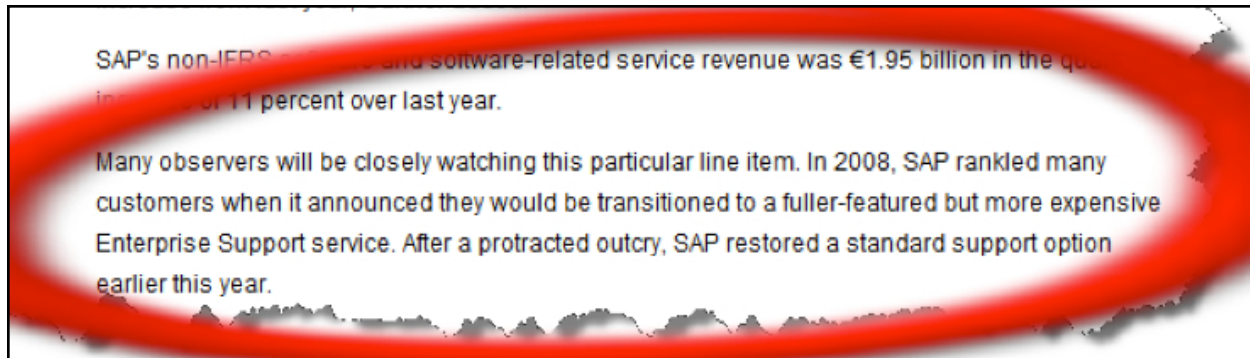 SAP's non-IFRS and software-related service revenue was €1.95 billion in the
of 11 percent over last year.
Many observers will be closely watching this particular line item. In 2008, SAP rankled many
customers when it announced they would be transitioned to a fuller-featured but more expensive
Enterprise Support service. After a protracted outcry, SAP restored a standard support option
earlier this year.